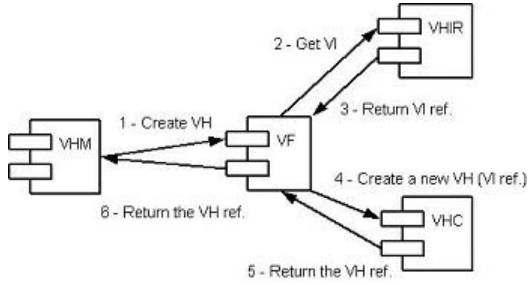 VHIR
2 - Get VI
3 - Return VI ref.
1 - Create VH
VHM
VF
4 - Create a new VH (VI ref.)
6 - Return the VH ref.
VHC
5 - Return the VH ref.